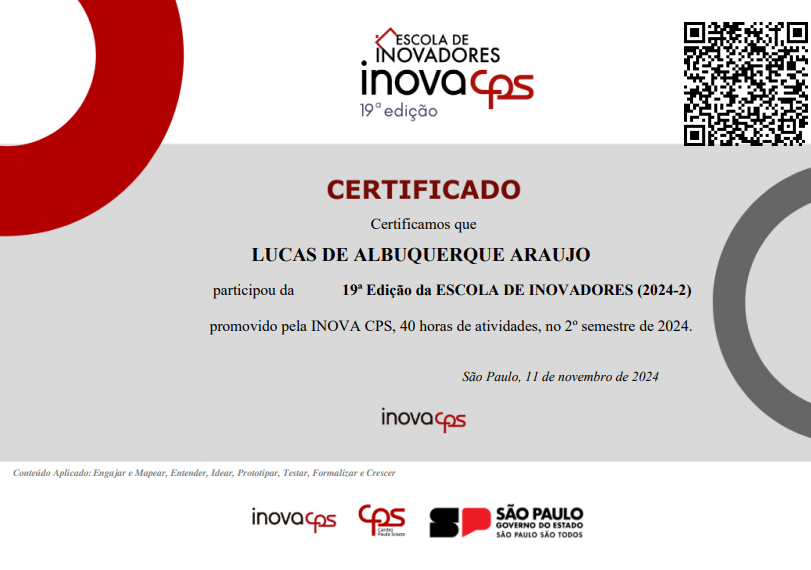 ESCOLA DE
INOVADORES
inova cps
19ª edição
CERTIFICADO
Certificamos que
LUCAS DE ALBUQUERQUE ARAUJO
participou da 19ª Edição da ESCOLA DE INOVADORES (2024-2)
promovido pela INOVA CPS, 40 horas de atividades, no 2º semestre de 2024.
São Paulo, 11 de novembro de 2024
inova cps
Conteúdo Aplicado: Engajar e Mapear, Entender, Idear, Prototipar, Testar, Formalizar e Crescer
inova cps
cps
Centro
Paula Souza
SP
SÃO PAULO
GOVERNO DO ESTADO
SÃO PAULO SÃO TODOS